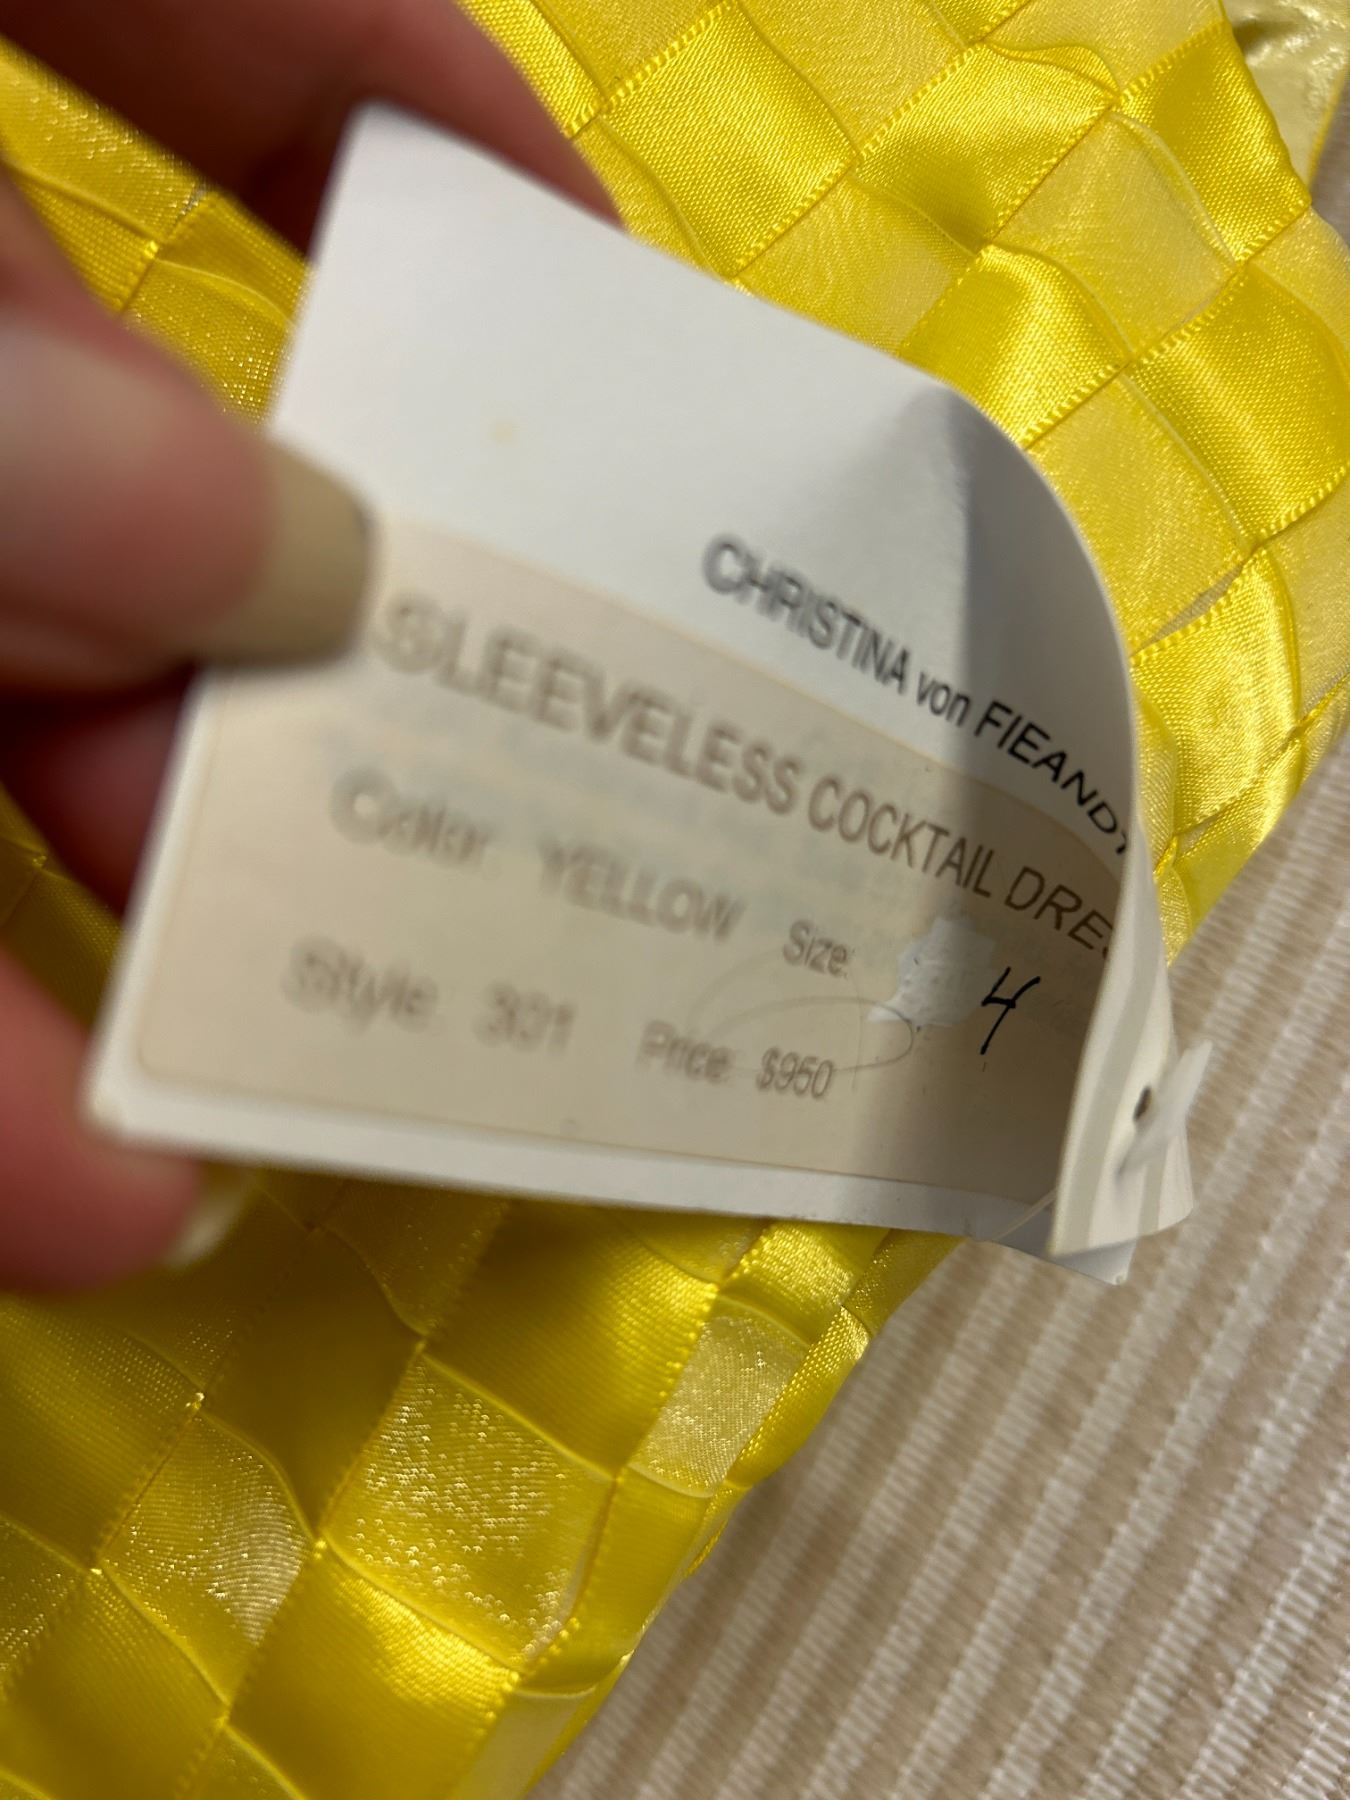 CHRISTINA von FIEANDT
SLEEVELESS COCKTAIL DRES
Color: YELLOW Size: 4
Style: 301 Price: $950